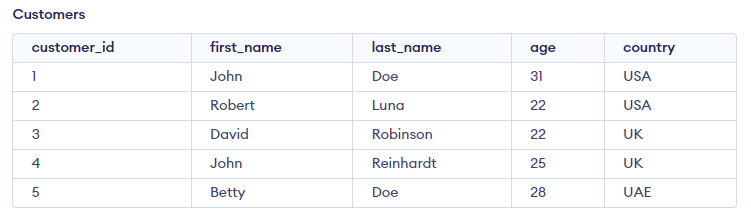 Customers
customer_id first_name last_name age country
1 John Doe 31 USA
2 Robert Luna 22 USA
3 David Robinson 22 UK
4 John Reinhardt 25 UK
5 Betty Doe 28 UAE